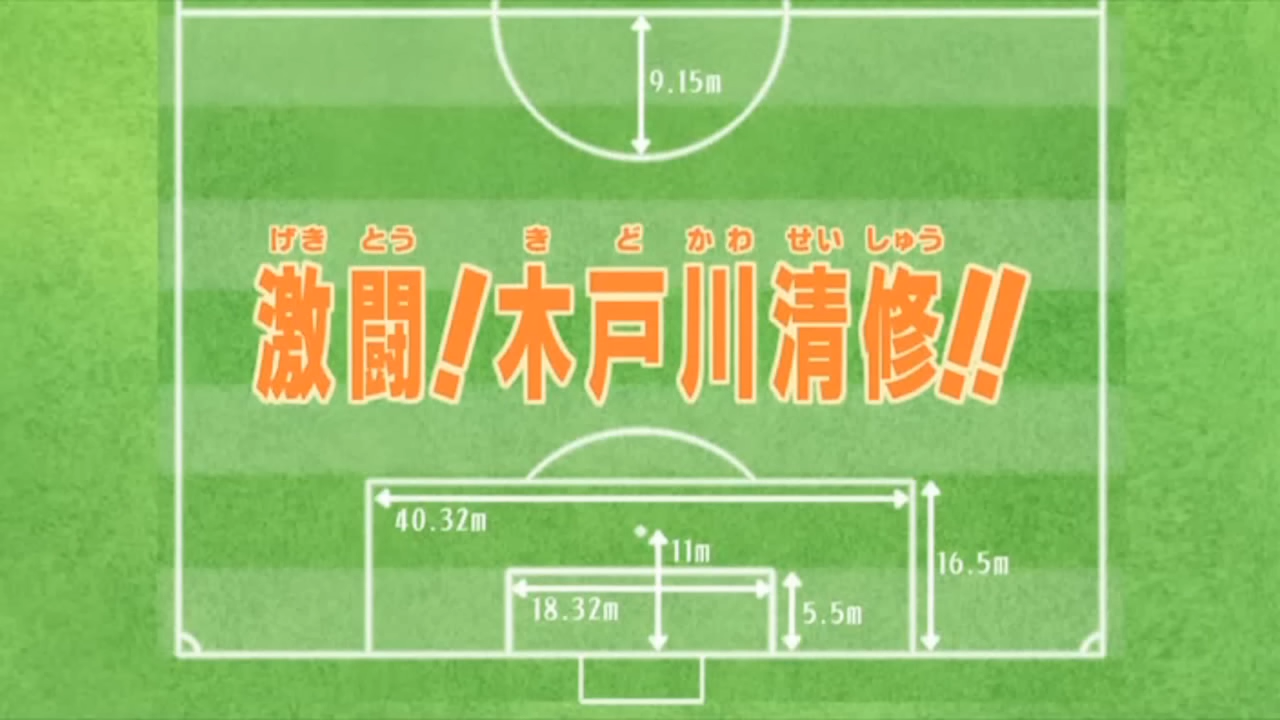 9.15m
げきとう きどかわせいしゅう
激闘!木戸川清修!!
40.32m
11m
16.5m
18.32m
5.5m